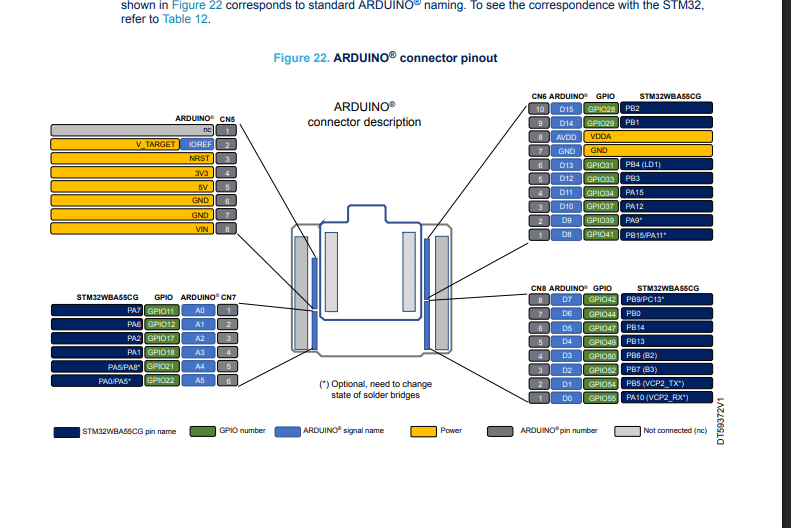 shown in Figure 22 corresponds to standard ARDUINO® naming. To see the correspondence with the STM32,
refer to Table 12.
Figure 22. ARDUINO® connector pinout
ARDUINO®
connector description
ARDUINO® CN5
nc 1
V_TARGET IOREF 2
NRST 3
3V3 4
5V 5
GND 6
GND 7
VIN 8
STM32WBA55CG GPIO ARDUINO® CN7
PA7 GPIO11 A0 1
PA6 GPIO12 A1 2
PA2 GPIO17 A2 3
PA1 GPIO18 A3 4
PA5/PA8* GPIO21 A4 5
PA0/PA5* GPIO22 A5 6
CN6 ARDUINO® GPIO STM32WBA55CG
10 D15 GPIO28 PB2
9 D14 GPIO29 PB1
8 AVDD VDDA
7 GND GND
6 D13 GPIO31 PB4 (LD1)
5 D12 GPIO33 PB3
4 D11 GPIO34 PA15
3 D10 GPIO37 PA12
2 D9 GPIO39 PA9*
1 D8 GPIO41 PB15/PA11*
CN8 ARDUINO® GPIO STM32WBA55CG
8 D7 GPIO42 PB9/PC13*
7 D6 GPIO44 PB0
6 D5 GPIO47 PB14
5 D4 GPIO49 PB13
4 D3 GPIO50 PB6 (B2)
3 D2 GPIO52 PB7 (B3)
2 D1 GPIO54 PB5 (VCP2_TX*)
1 D0 GPIO55 PA10 (VCP2_RX*)
(*) Optional, need to change
state of solder bridges
STM32WBA55CG pin name
GPIO number
ARDUINO® signal name
Power
ARDUINO® pin number
Not connected (nc)
DT59372V1